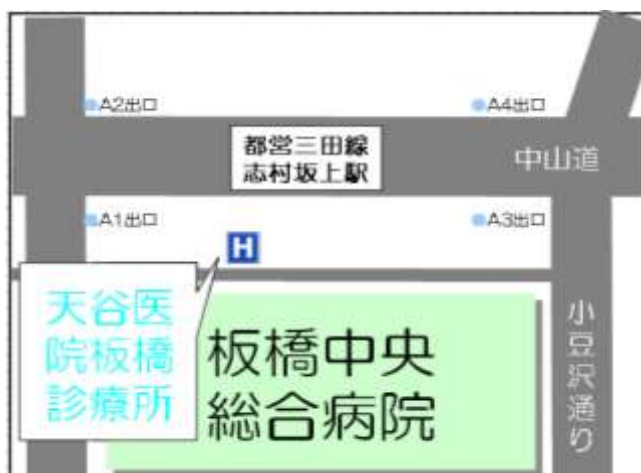 A2出口
A4出口
都営三田線
志村坂上駅
中山道
A1出口
A3出口
H
天谷医
院板橋
診療所
板橋中央
総合病院
小豆沢通り